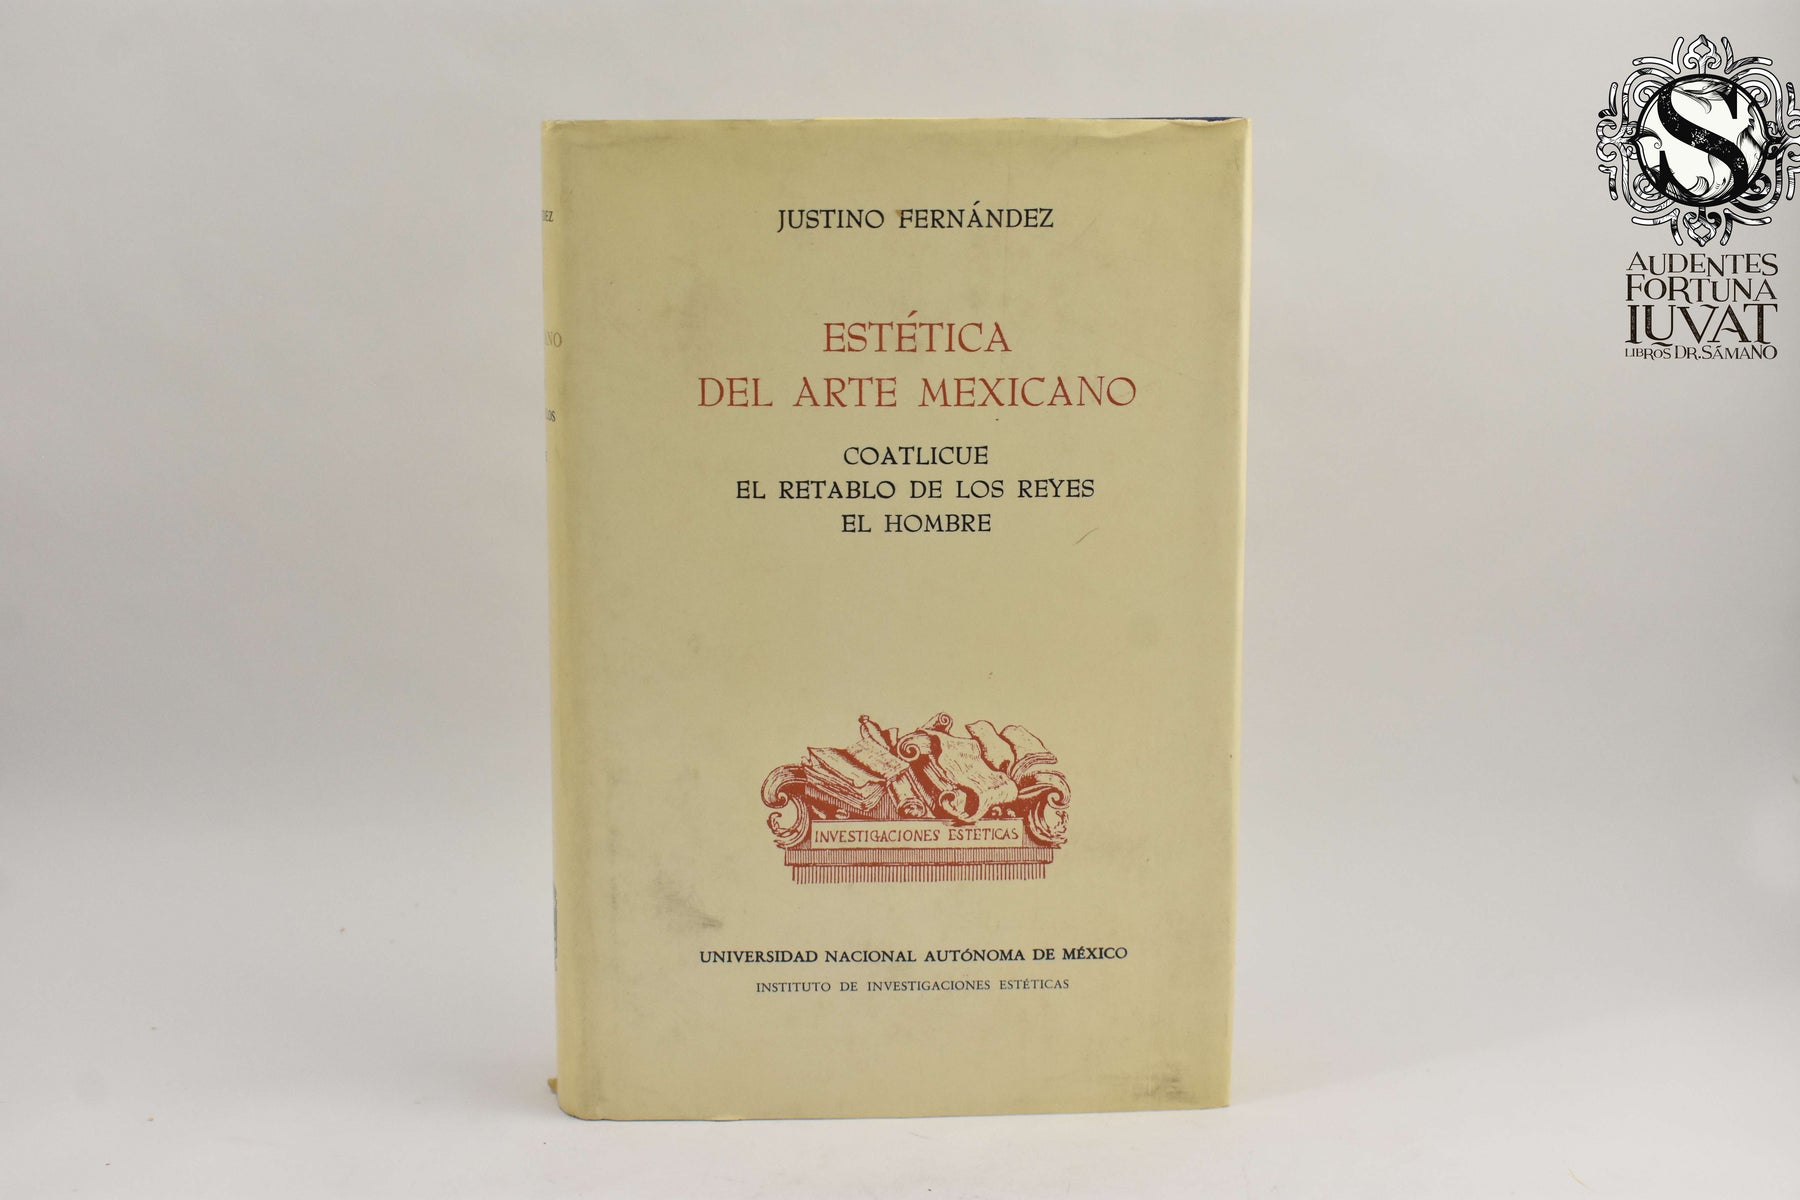 JUSTINO FERNÁNDEZ
ESTÉTICA
DEL ARTE MEXICANO
COATLICUE
EL RETABLO DE LOS REYES
EL HOMBRE
INVESTIGACIONES ESTETICAS
UNIVERSIDAD NACIONAL AUTÓNOMA DE MÉXICO
INSTITUTO DE INVESTIGACIONES ESTÉTICAS
S
AUDENTES
FORTUNA
IUVAT
LIBROS DR. SÁMANO